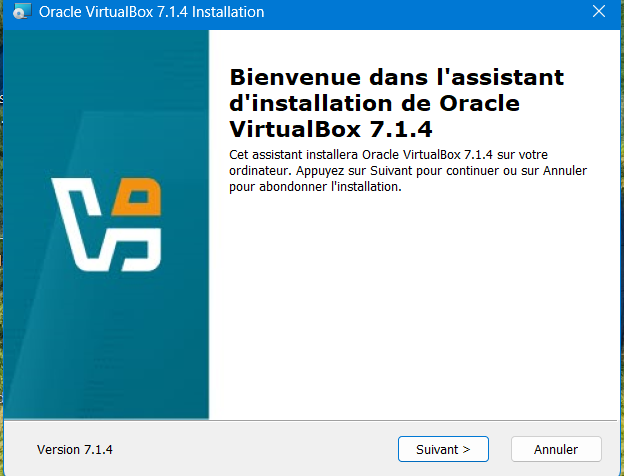 Oracle VirtualBox 7.1.4 Installation
Bienvenue dans l'assistant
d'installation de Oracle
VirtualBox 7.1.4
Cet assistant installera Oracle VirtualBox 7.1.4 sur votre
ordinateur. Appuyez sur Suivant pour continuer ou sur Annuler
pour abondonner l'installation.
Version 7.1.4
Suivant >
Annuler